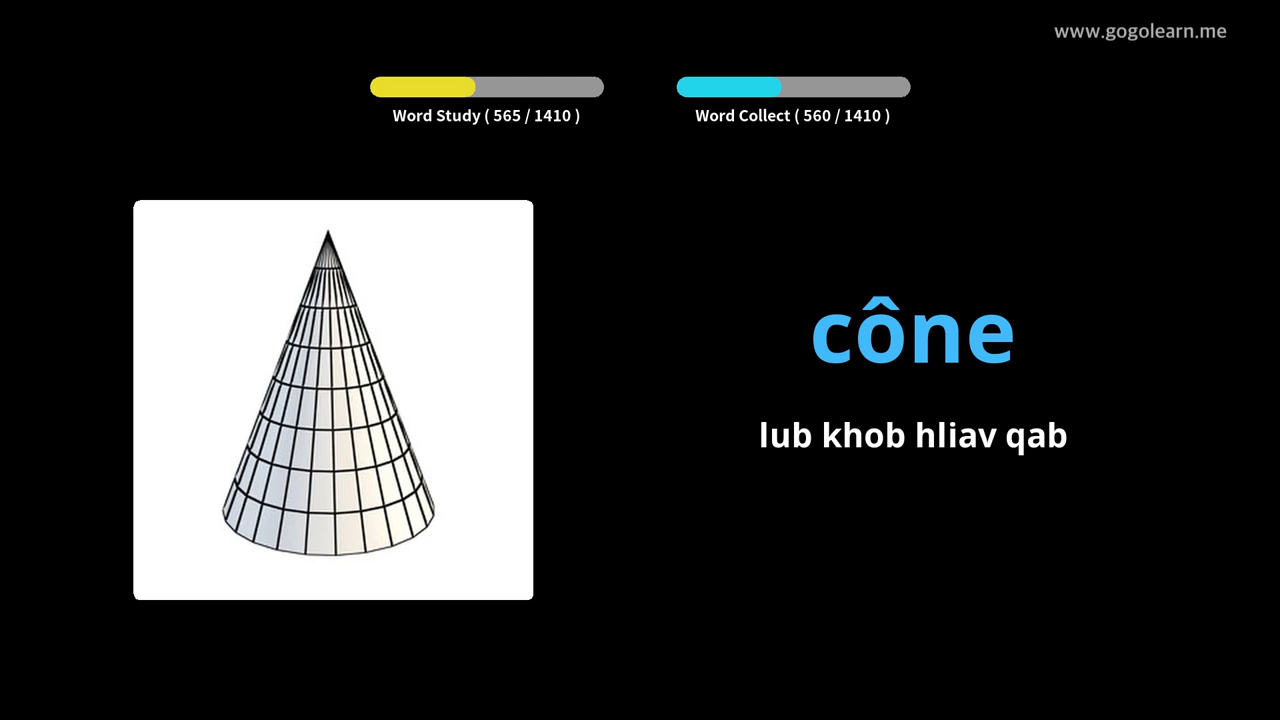 www.gogolearn.me
Word Study ( 565 / 1410 )
Word Collect ( 560 / 1410 )
cône
lub khob hliav qab